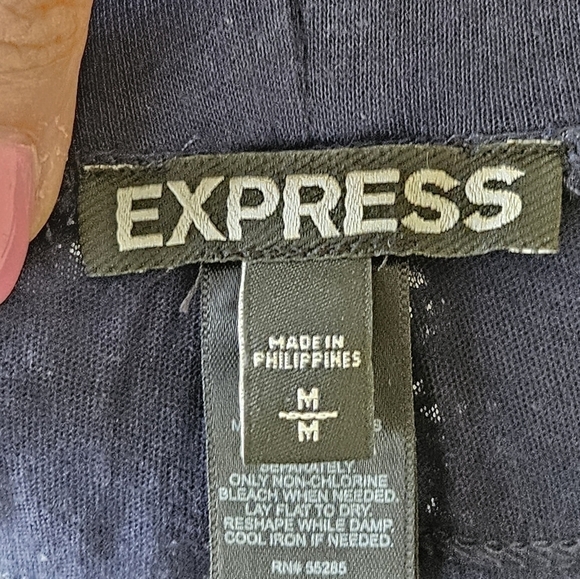 EXPRESS
MADE IN
PHILIPPINES
M
M
SEPARATELY.
ONLY NON-CHLORINE
BLEACH WHEN NEEDED.
LAY FLAT TO DRY.
RESHAPE WHILE DAMP.
COOL IRON IF NEEDED.
RN# 55285